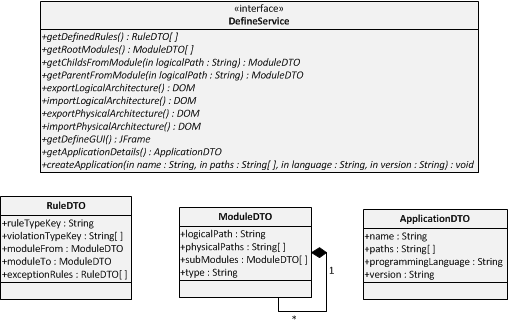 «interface»
DefineService
+getDefinedRules() : RuleDTO[ ]
+getRootModules() : ModuleDTO[ ]
+getChildsFromModule(in logicalPath : String) : ModuleDTO
+getParentFromModule(in logicalPath : String) : ModuleDTO
+exportLogicalArchitecture() : DOM
+importLogicalArchitecture() : DOM
+exportPhysicalArchitecture() : DOM
+importPhysicalArchitecture() : DOM
+getDefineGUI() : JFrame
+getApplicationDetails() : ApplicationDTO
+createApplication(in name : String, in paths : String[ ], in language : String, in version : String) : void
RuleDTO
+ruleTypeKey : String
+violationTypeKey : String[ ]
+moduleFrom : ModuleDTO
+moduleTo : ModuleDTO
+exceptionRules : RuleDTO[ ]
ModuleDTO
+logicalPath : String
+physicalPaths : String[ ]
+subModules : ModuleDTO[ ]
+type : String
1
*
ApplicationDTO
+name : String
+paths : String[ ]
+programmingLanguage : String
+version : String